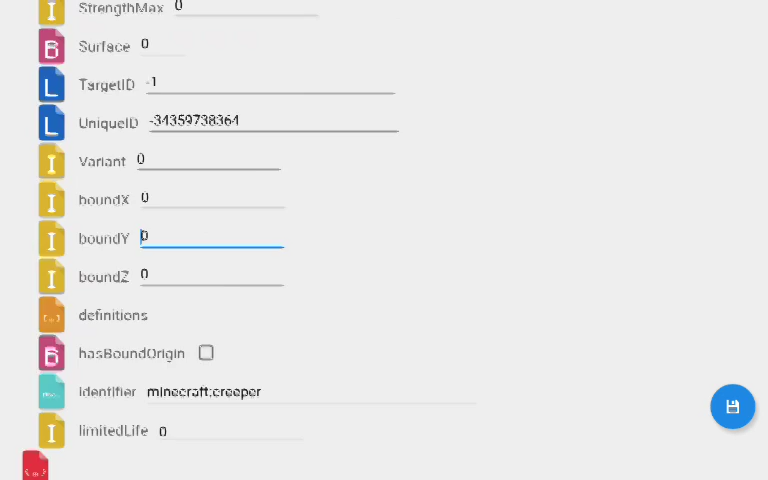 I StrengthMax 0
B Surface 0
L TargetID -1
L UniqueID -34359738364
I Variant 0
I boundX 0
I boundY 0
I boundZ 0
definitions
B hasBoundOrigin
identifier minecraft:creeper
I limitedLife 0